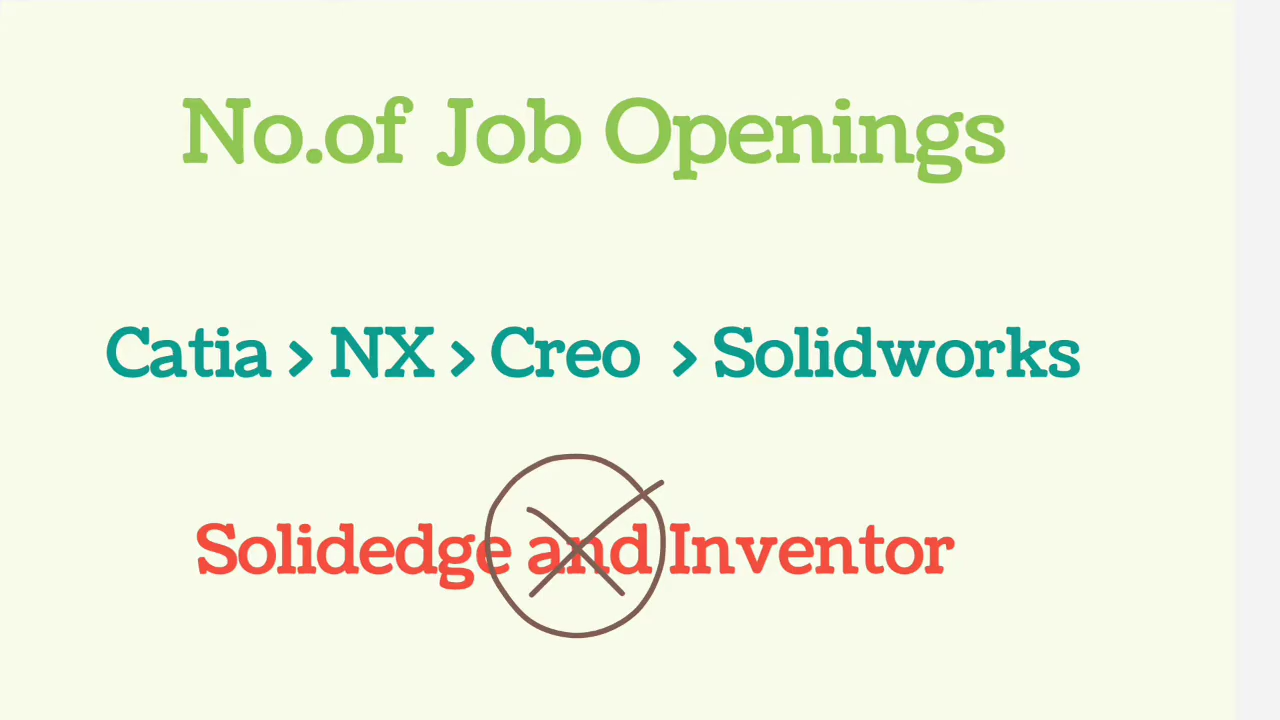 No.of Job Openings
Catia > NX > Creo > Solidworks
Solidedge and Inventor